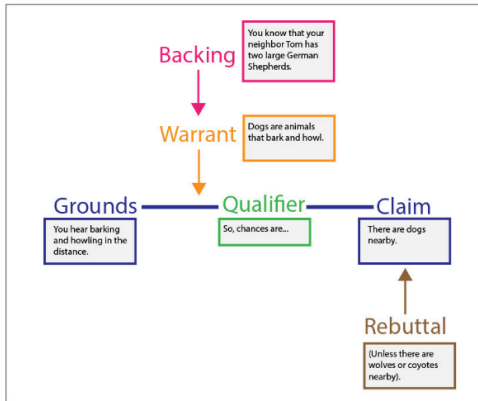 Backing
You know that your
neighbor Tom has
two large German
Shepherds.
Warrant
Dogs are animals
that bark and howl.
Grounds
You hear barking
and howling in the
distance.
Qualifier
So, chances are...
Claim
There are dogs
nearby.
Rebuttal
(Unless there are
wolves or coyotes
nearby).